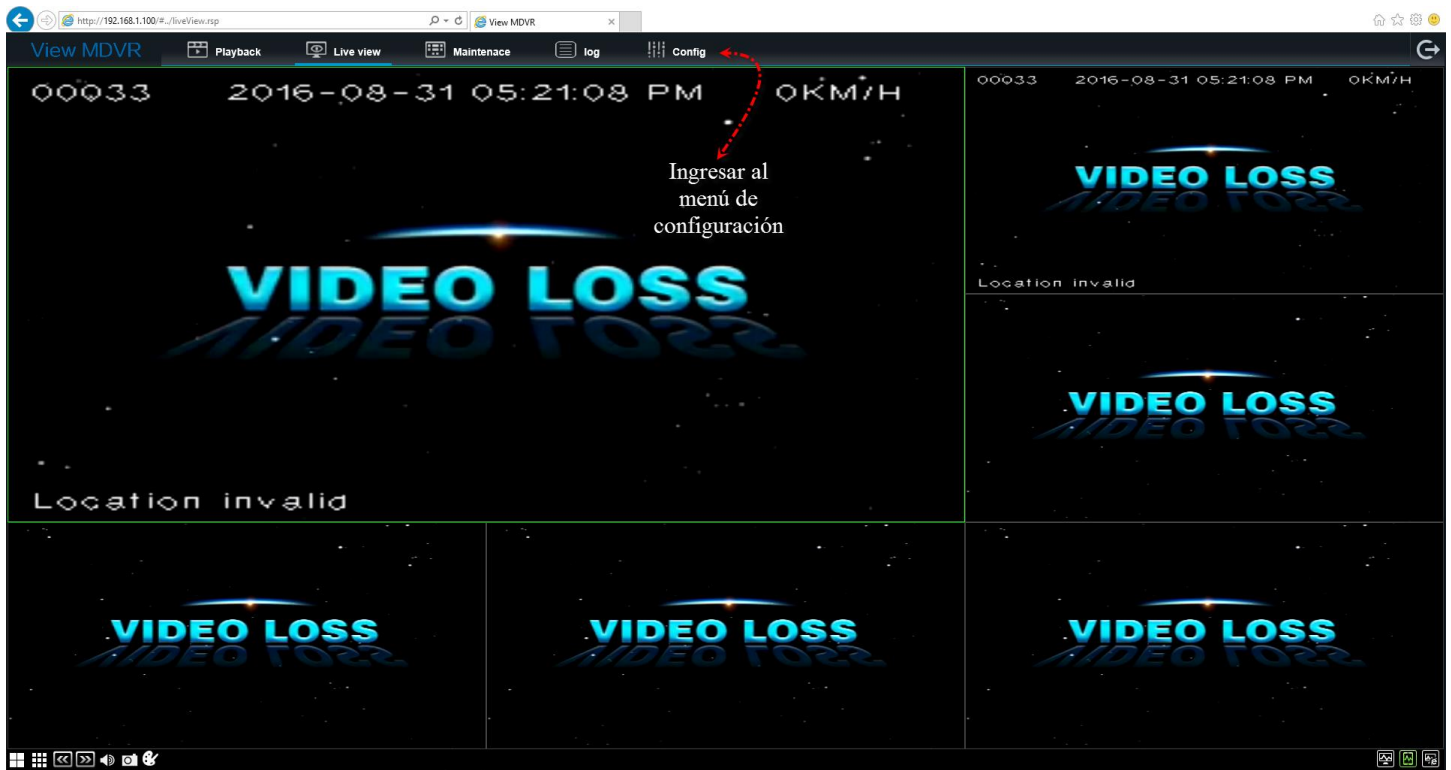 http://192.168.1.100/#../liveView.rsp
View MDVR
View MDVR
Playback
Live view
Maintenace
log
Config
00033 2016-08-31 05:21:08 PM 0KM/H
Ingresar al
menú de
configuración
VIDEO LOSS
Location invalid
00033 2016-08-31 05:21:08 PM 0KM/H
VIDEO LOSS
Location invalid
VIDEO LOSS
VIDEO LOSS
VIDEO LOSS
VIDEO LOSS